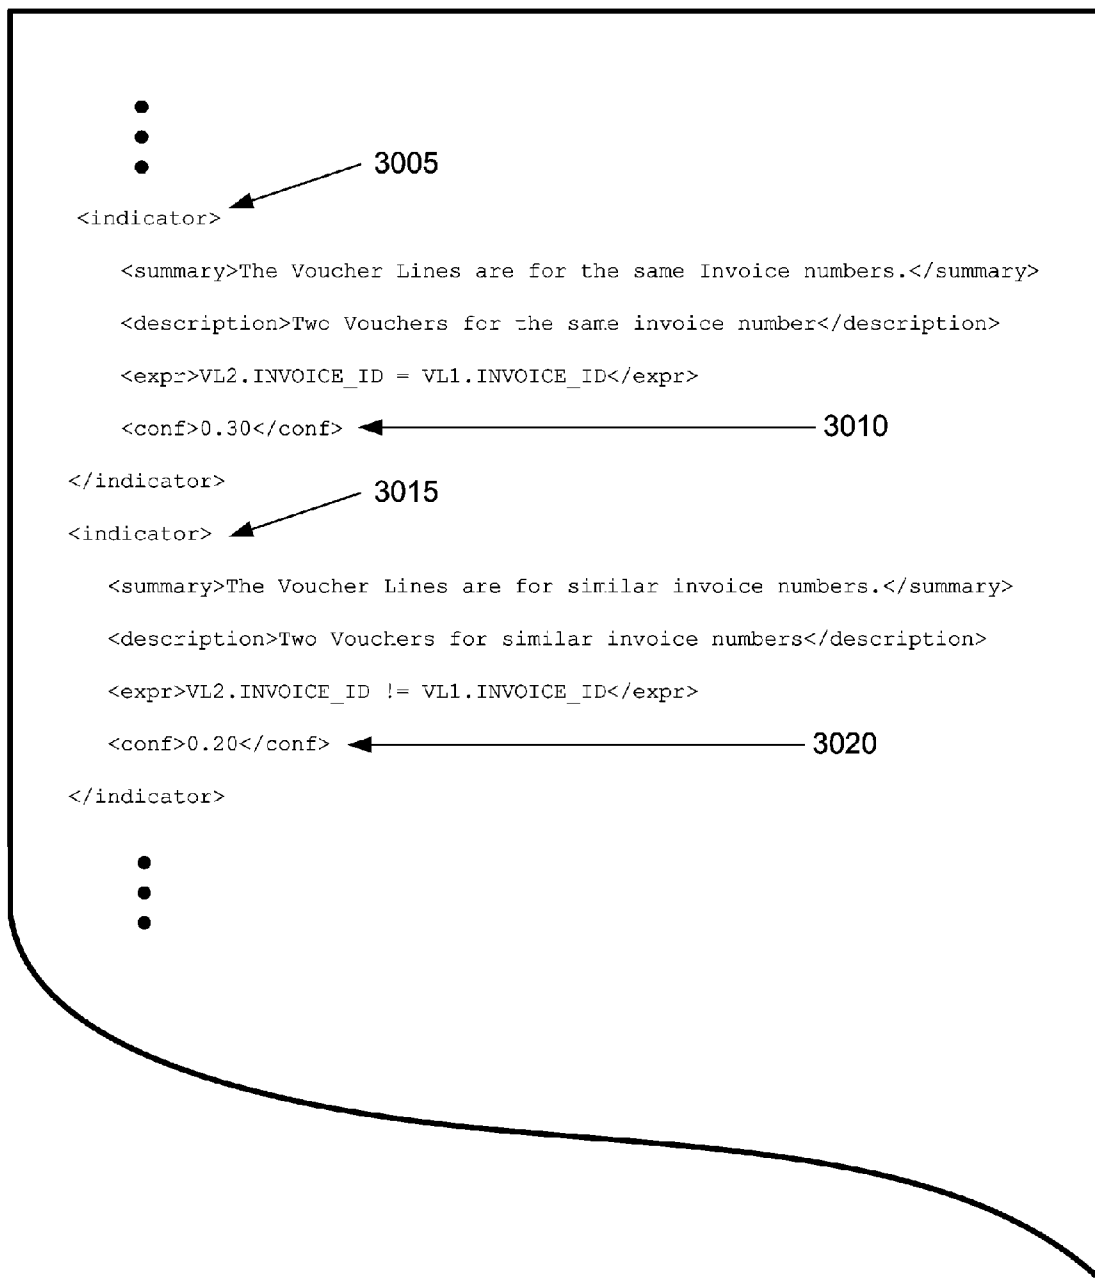 3005
<indicator>
<summary>The Voucher Lines are for the same Invoice numbers.</summary>
<description>Two Vouchers for the same invoice number</description>
<expr>VL2.INVOICE_ID = VL1.INVOICE_ID</expr>
<conf>0.30</conf> 3010
</indicator>
3015
<indicator>
<summary>The Voucher Lines are for similar invoice numbers.</summary>
<description>Two Vouchers for similar invoice numbers</description>
<expr>VL2.INVOICE_ID != VL1.INVOICE_ID</expr>
<conf>0.20</conf> 3020
</indicator>